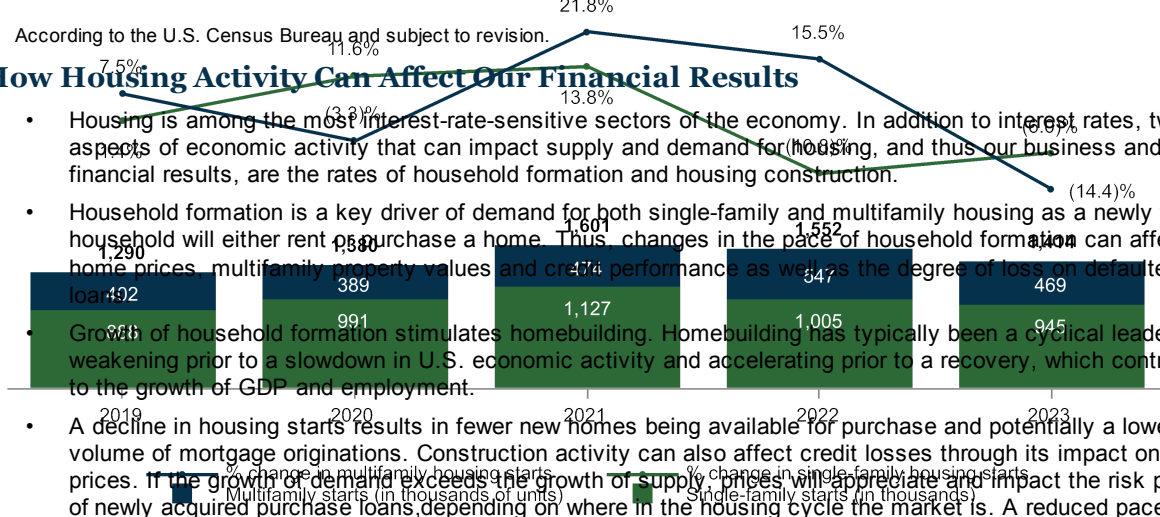 21.8%
According to the U.S. Census Bureau and subject to revision.
15.5%
11.6%
7.5%
How Housing Activity Can Affect Our Financial Results
13.8%
(3.3)%
• Housing is among the most interest-rate-sensitive sectors of the economy. In addition to interest rates,
(6.0)%
aspects of economic activity that can impact supply and demand for housing, and thus our business and
(10.8)%
financial results, are the rates of household formation and housing construction.
(14.4)%
• Household formation is a key driver of demand for both single-family and multifamily housing as a newly
1,290 1,380 1,601 1,552 1,414
household will either rent or purchase a home. Thus, changes in the pace of household formation can
home prices, multifamily property values and credit performance as well as the degree of loss on
402 389 474 547 469
loans.
888 991 1,127 1,005 945
• Growth of household formation stimulates homebuilding. Homebuilding has typically been a cyclical
weakening prior to a slowdown in U.S. economic activity and accelerating prior to a recovery, which
to the growth of GDP and employment.
2019 2020 2021 2022 2023
• A decline in housing starts results in fewer new homes being available for purchase and potentially a
volume of mortgage originations. Construction activity can also affect credit losses through its impact on
% change in multifamily housing starts % change in single-family housing starts
prices. If the growth of demand exceeds the growth of supply, prices will appreciate and impact the risk
Multifamily starts (in thousands of units) Single-family starts (in thousands)
of newly acquired purchase loans,depending on where in the housing cycle the market is. A reduced pace